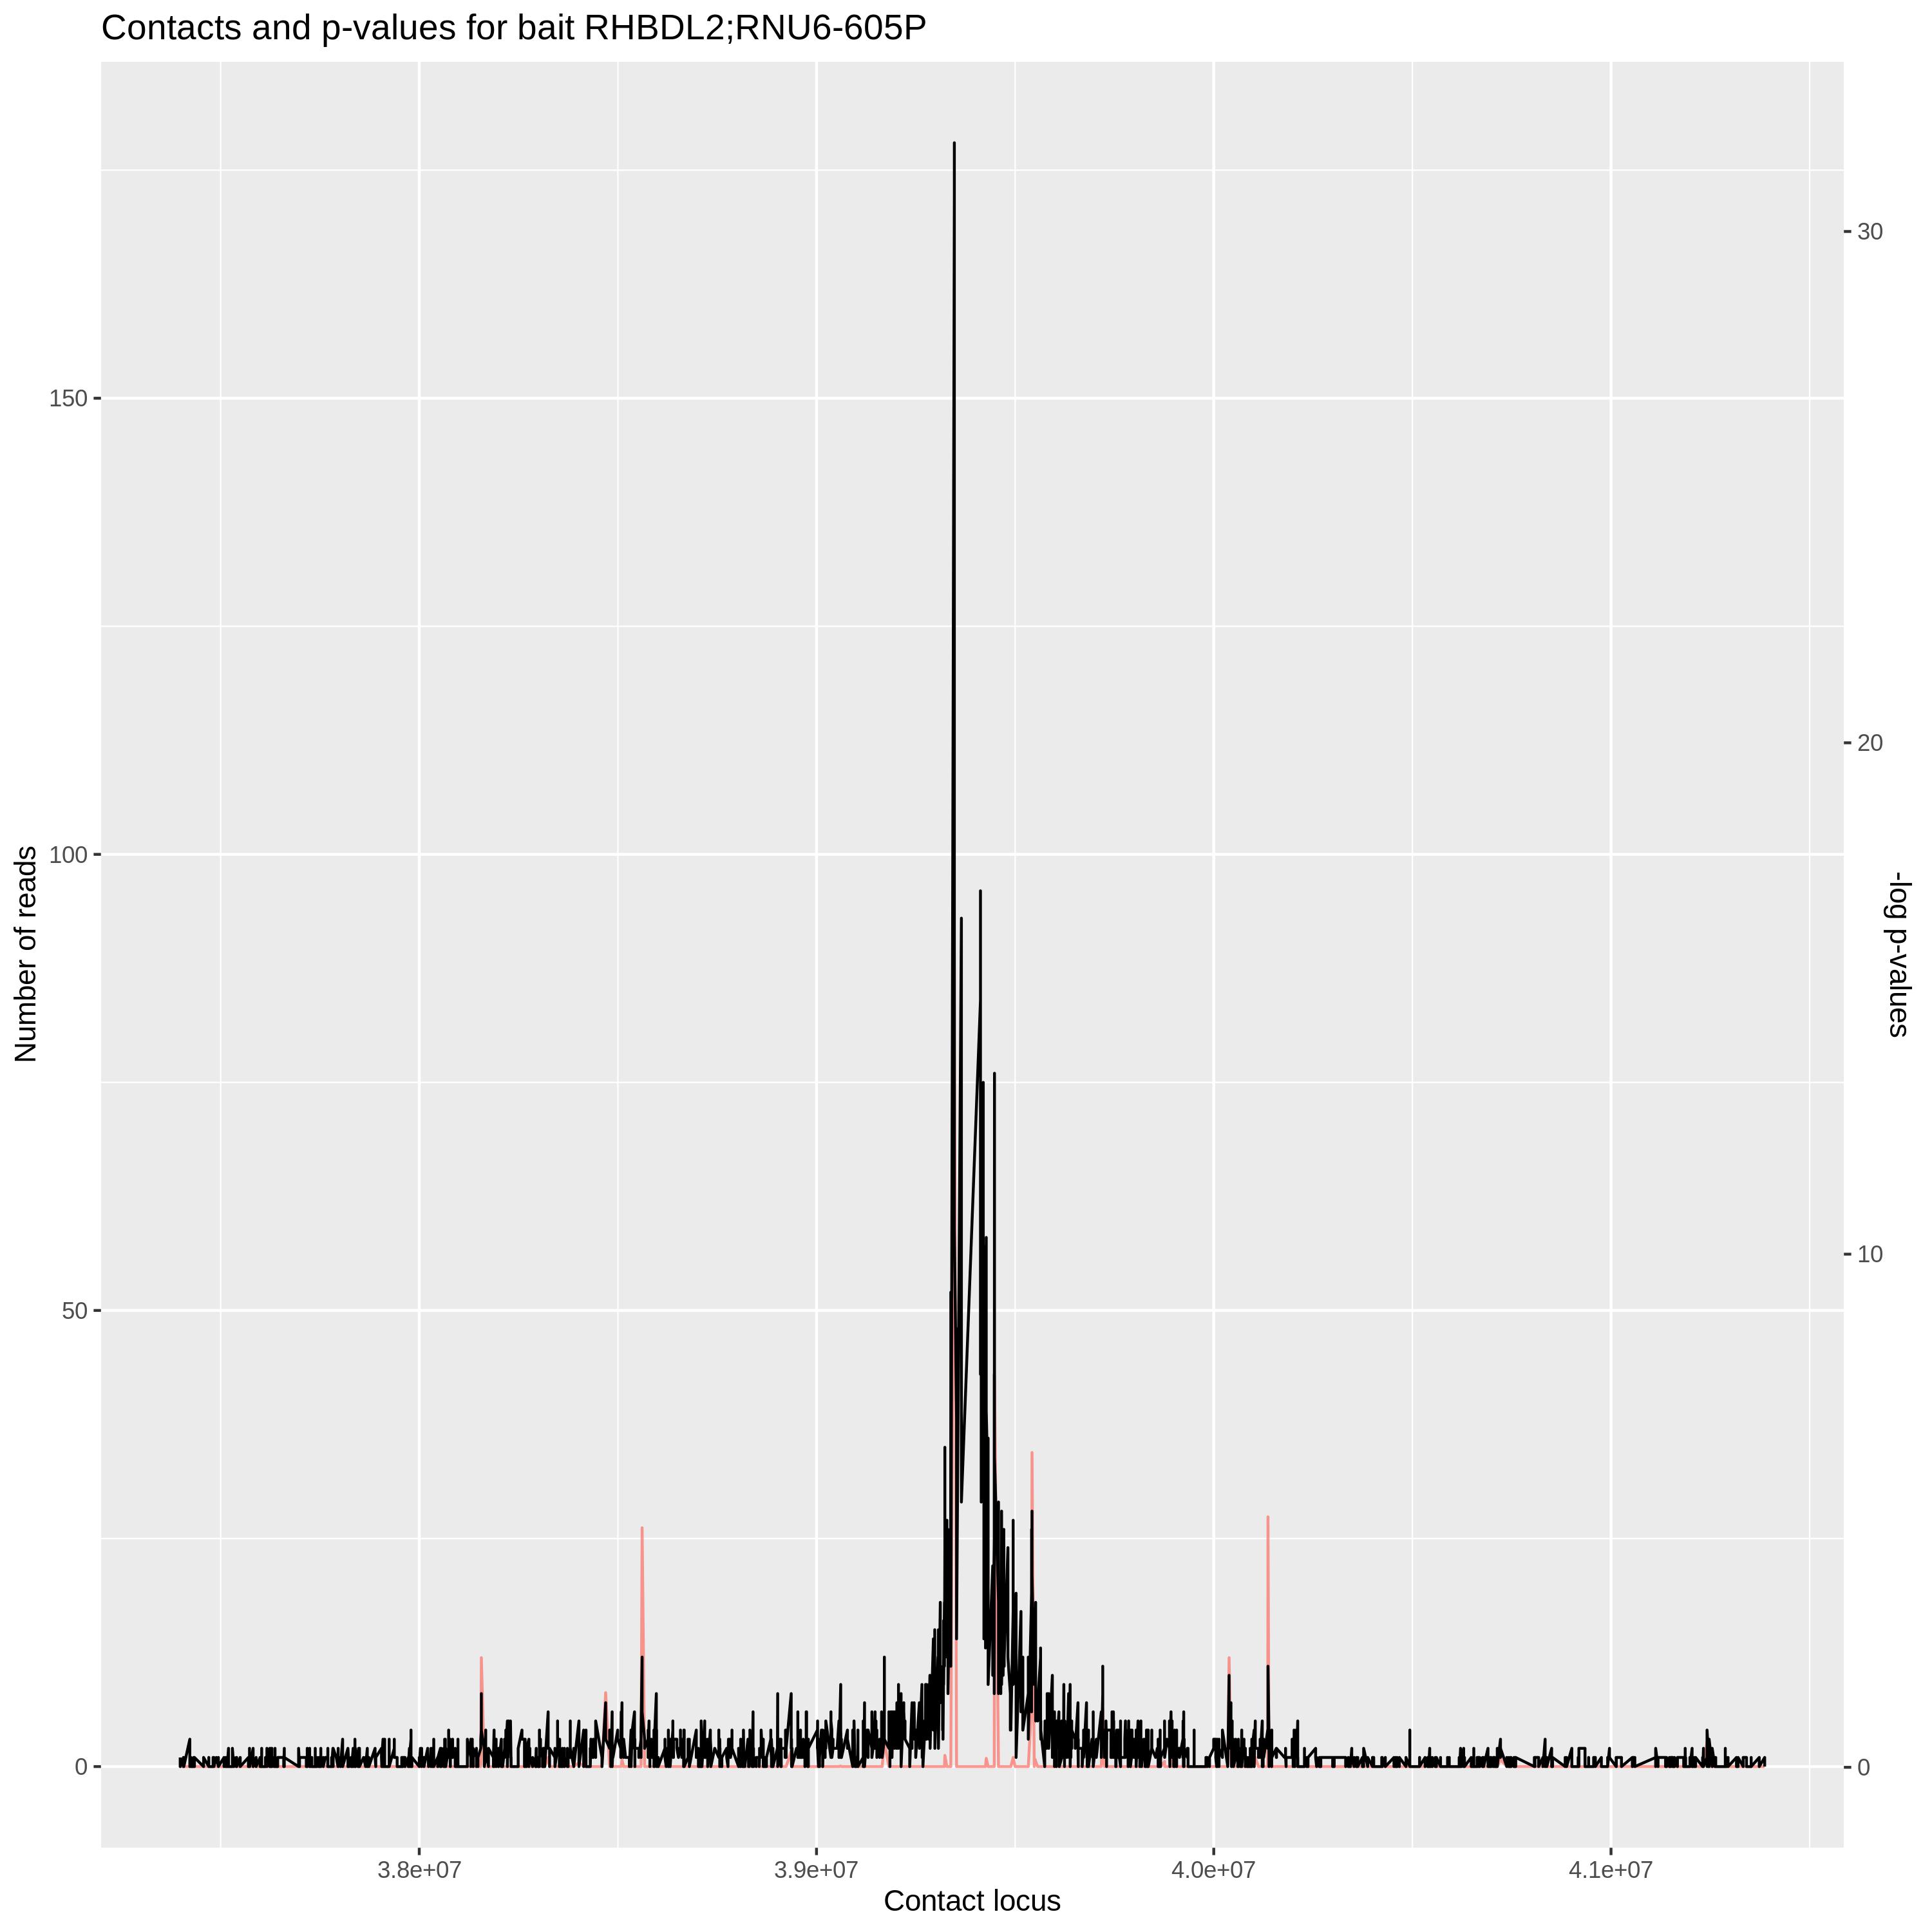 Contacts and p-values for bait RHBDL2;RNU6-605P
Number of reads
150
100
50
0
30
20
10
0
-log p-values
3.8e+07
3.9e+07
4.0e+07
4.1e+07
Contact locus